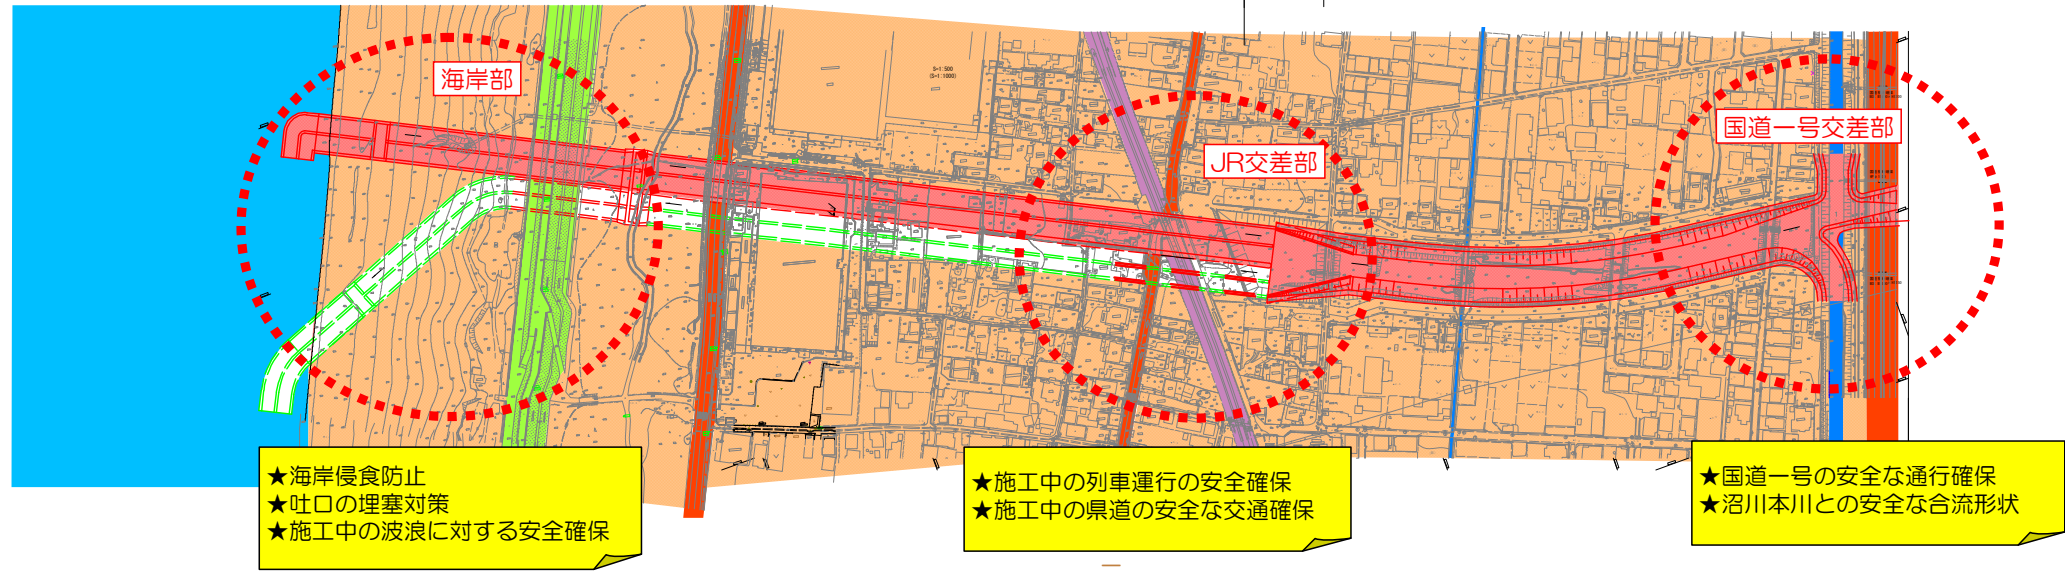 海岸部
S=1:500
(S=1:1000)
JR交差部
国道一号交差部
★海岸侵食防止
★吐口の埋塞対策
★施工中の波浪に対する安全確保
★施工中の列車運行の安全確保
★施工中の県道の安全な交通確保
★国道一号の安全な通行確保
★沼川本川との安全な合流形状